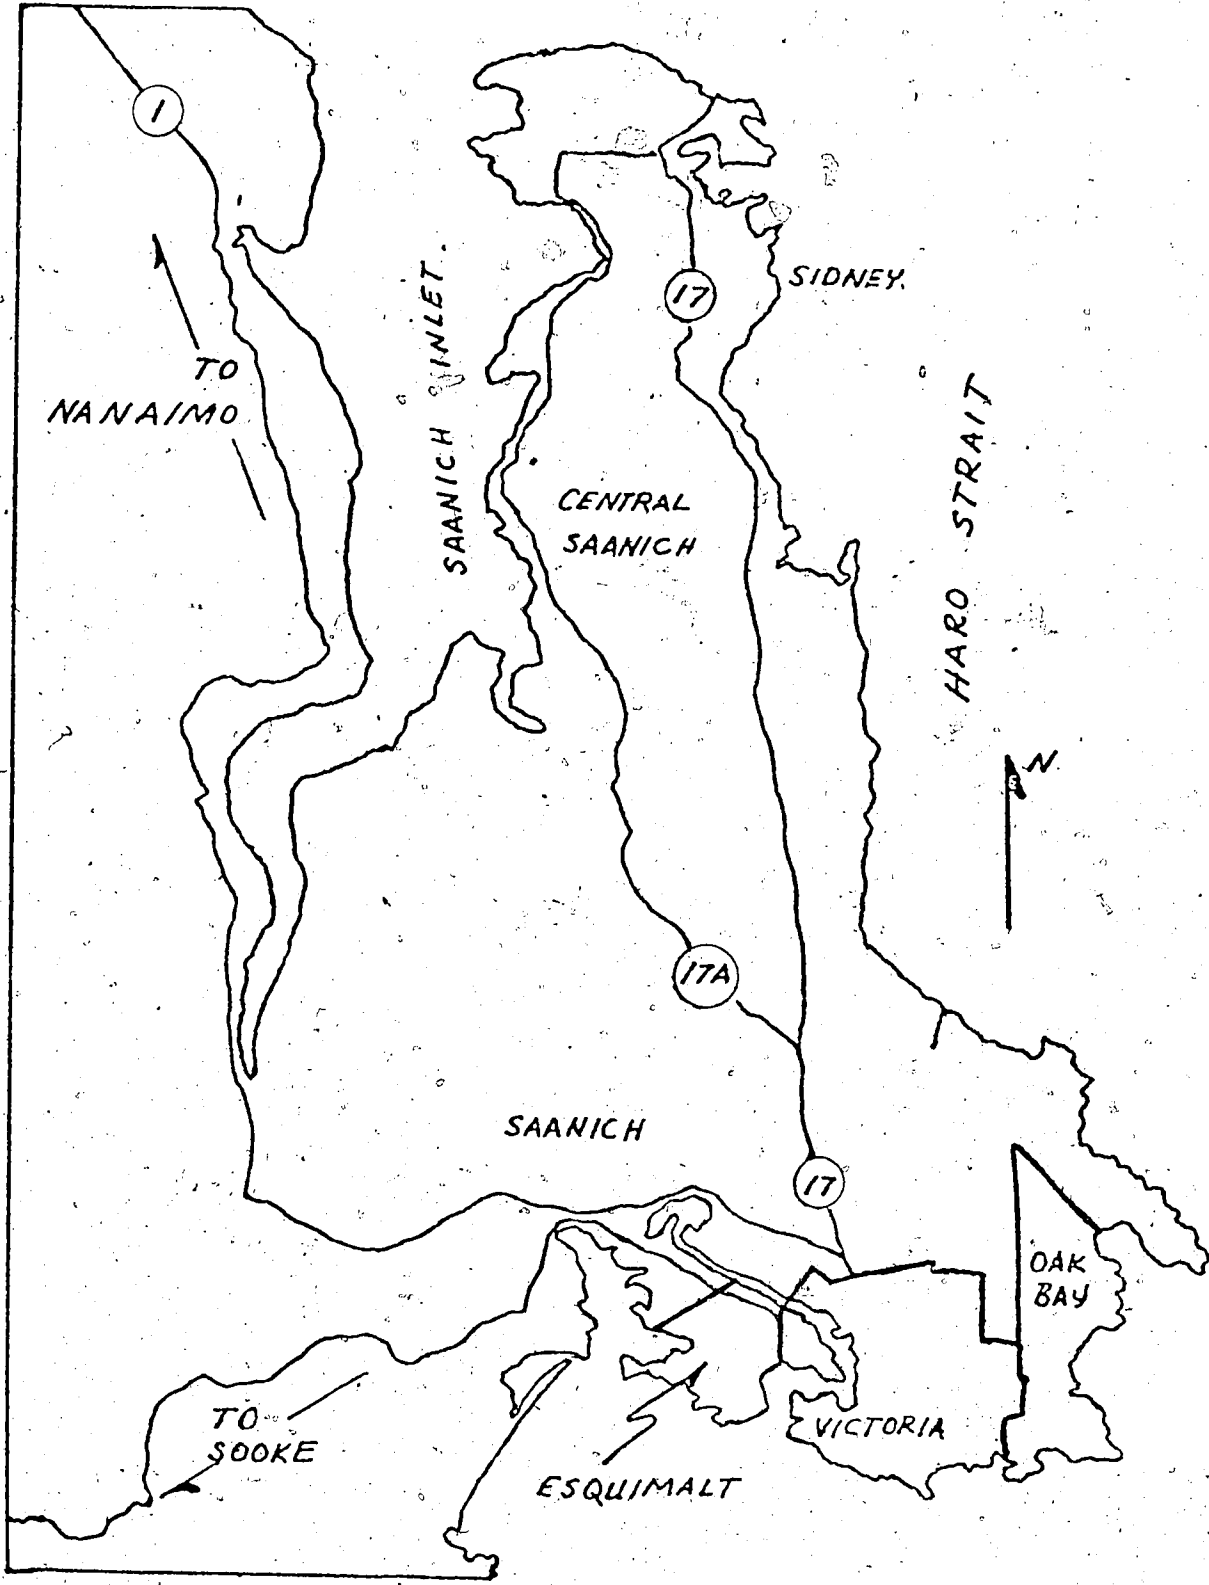 1
SIDNEY.
17
SAANICH INLET.
TO
NANAIMO
HARO STRAIT
CENTRAL
SAANICH
N
17A
SAANICH
17
OAK
BAY
TO
SOOKE
VICTORIA
ESQUIMALT